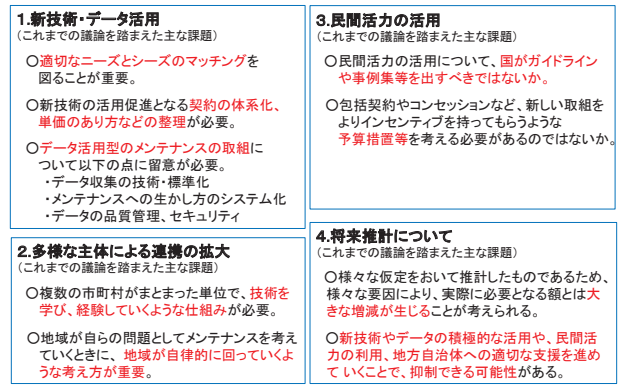 1.新技術・データ活用
(これまでの議論を踏まえた主な課題)
〇適切なニーズとシーズのマッチングを
図ることが重要。
〇新技術の活用促進となる契約の体系化、
単価のあり方などの整理が必要。
〇データ活用型のメンテナンスの取組に
ついて以下の点に留意が必要。
・データ収集の技術・標準化
・メンテナンスへの生かし方のシステム化
・データの品質管理、セキュリティ
2.多様な主体による連携の拡大
(これまでの議論を踏まえた主な課題)
〇複数の市町村がまとまった単位で、技術を
学び、経験していくような仕組みが必要。
〇地域が自らの問題としてメンテナンスを考え
ていくときに、地域が自律的に回っていくよ
うな考え方が重要。
3.民間活力の活用
(これまでの議論を踏まえた主な課題)
〇民間活力の活用について、国がガイドライン
や事例集等を出すべきではないか。
〇包括契約やコンセッションなど、新しい取組を
よりインセンティブを持ってもらうような
予算措置等を考える必要があるのではないか。
4.将来推計について
(これまでの議論を踏まえた主な課題)
〇様々な仮定をおいて推計したものであるため、
様々な要因により、実際に必要となる額とは大
きな増減が生じることが考えられる。
〇新技術やデータの積極的な活用や、民間活
力の利用、地方自治体への適切な支援を進め
て いくことで、抑制できる可能性がある。